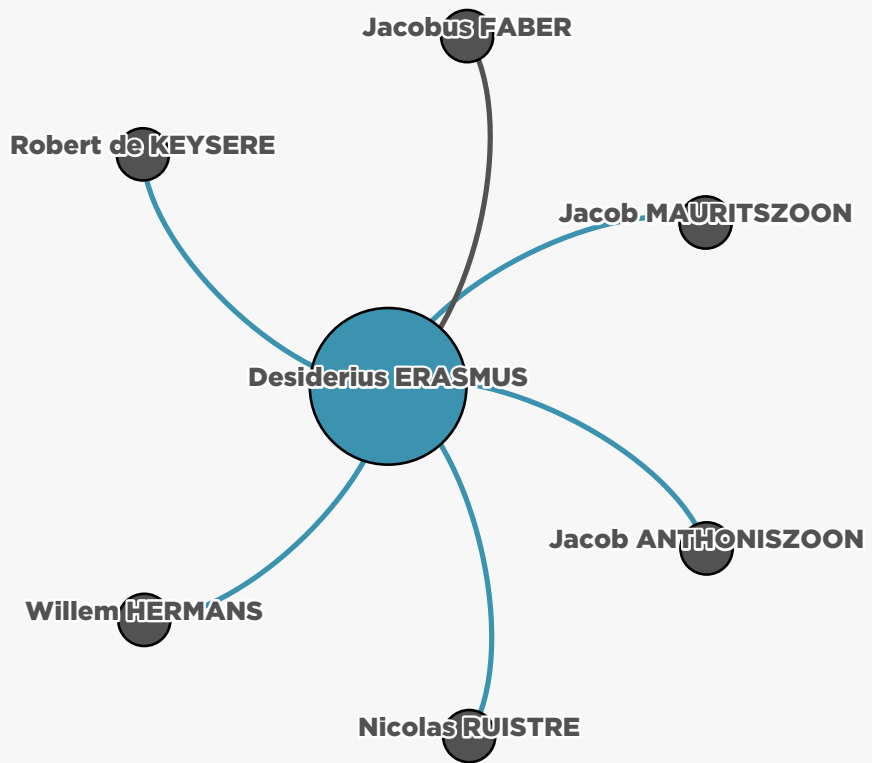 Jacobus FABER
Robert de KEYSERE
Jacob MAURITSZOON
Desiderius ERASMUS
Jacob ANTHONISZOON
Willem HERMANS
Nicolas RUISTRE